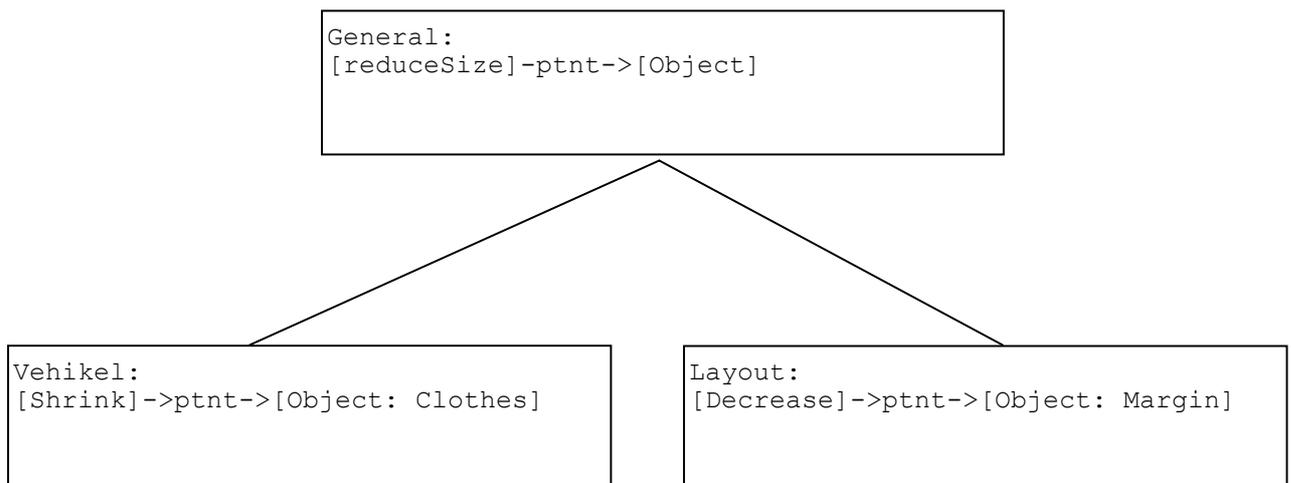 General:
[reduceSize]-ptnt->[Object]
Vehikel:
[Shrink]->ptnt->[Object: Clothes]
Layout:
[Decrease]->ptnt->[Object: Margin]